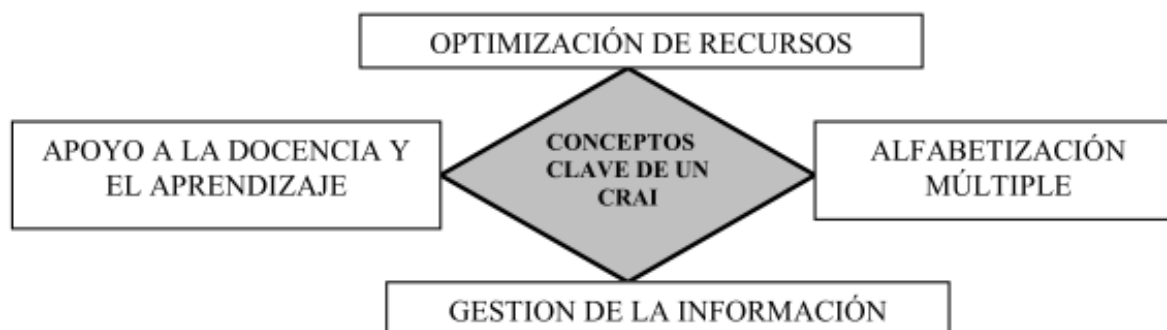 OPTIMIZACIÓN DE RECURSOS
APOYO A LA DOCENCIA Y
EL APRENDIZAJE
CONCEPTOS
CLAVE DE UN
CRAI
ALFABETIZACIÓN
MÚLTIPLE
GESTION DE LA INFORMACIÓN